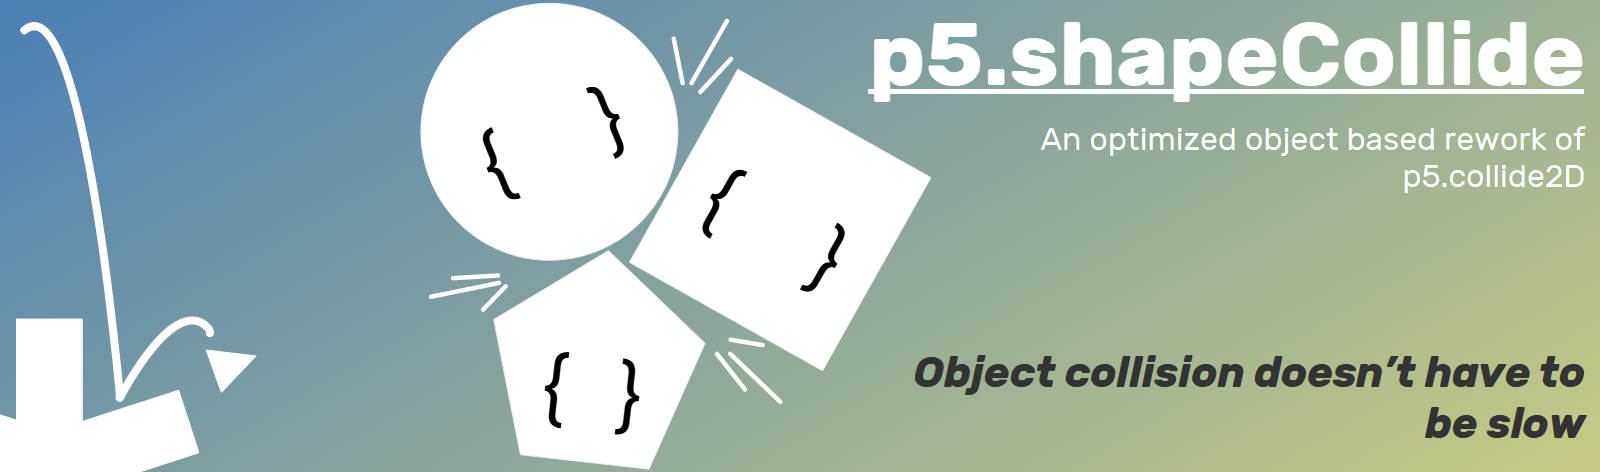 p5.shapeCollide
An optimized object based rework of
p5.collide2D
{ }
{ }
{ }
Object collision doesn’t have to
be slow